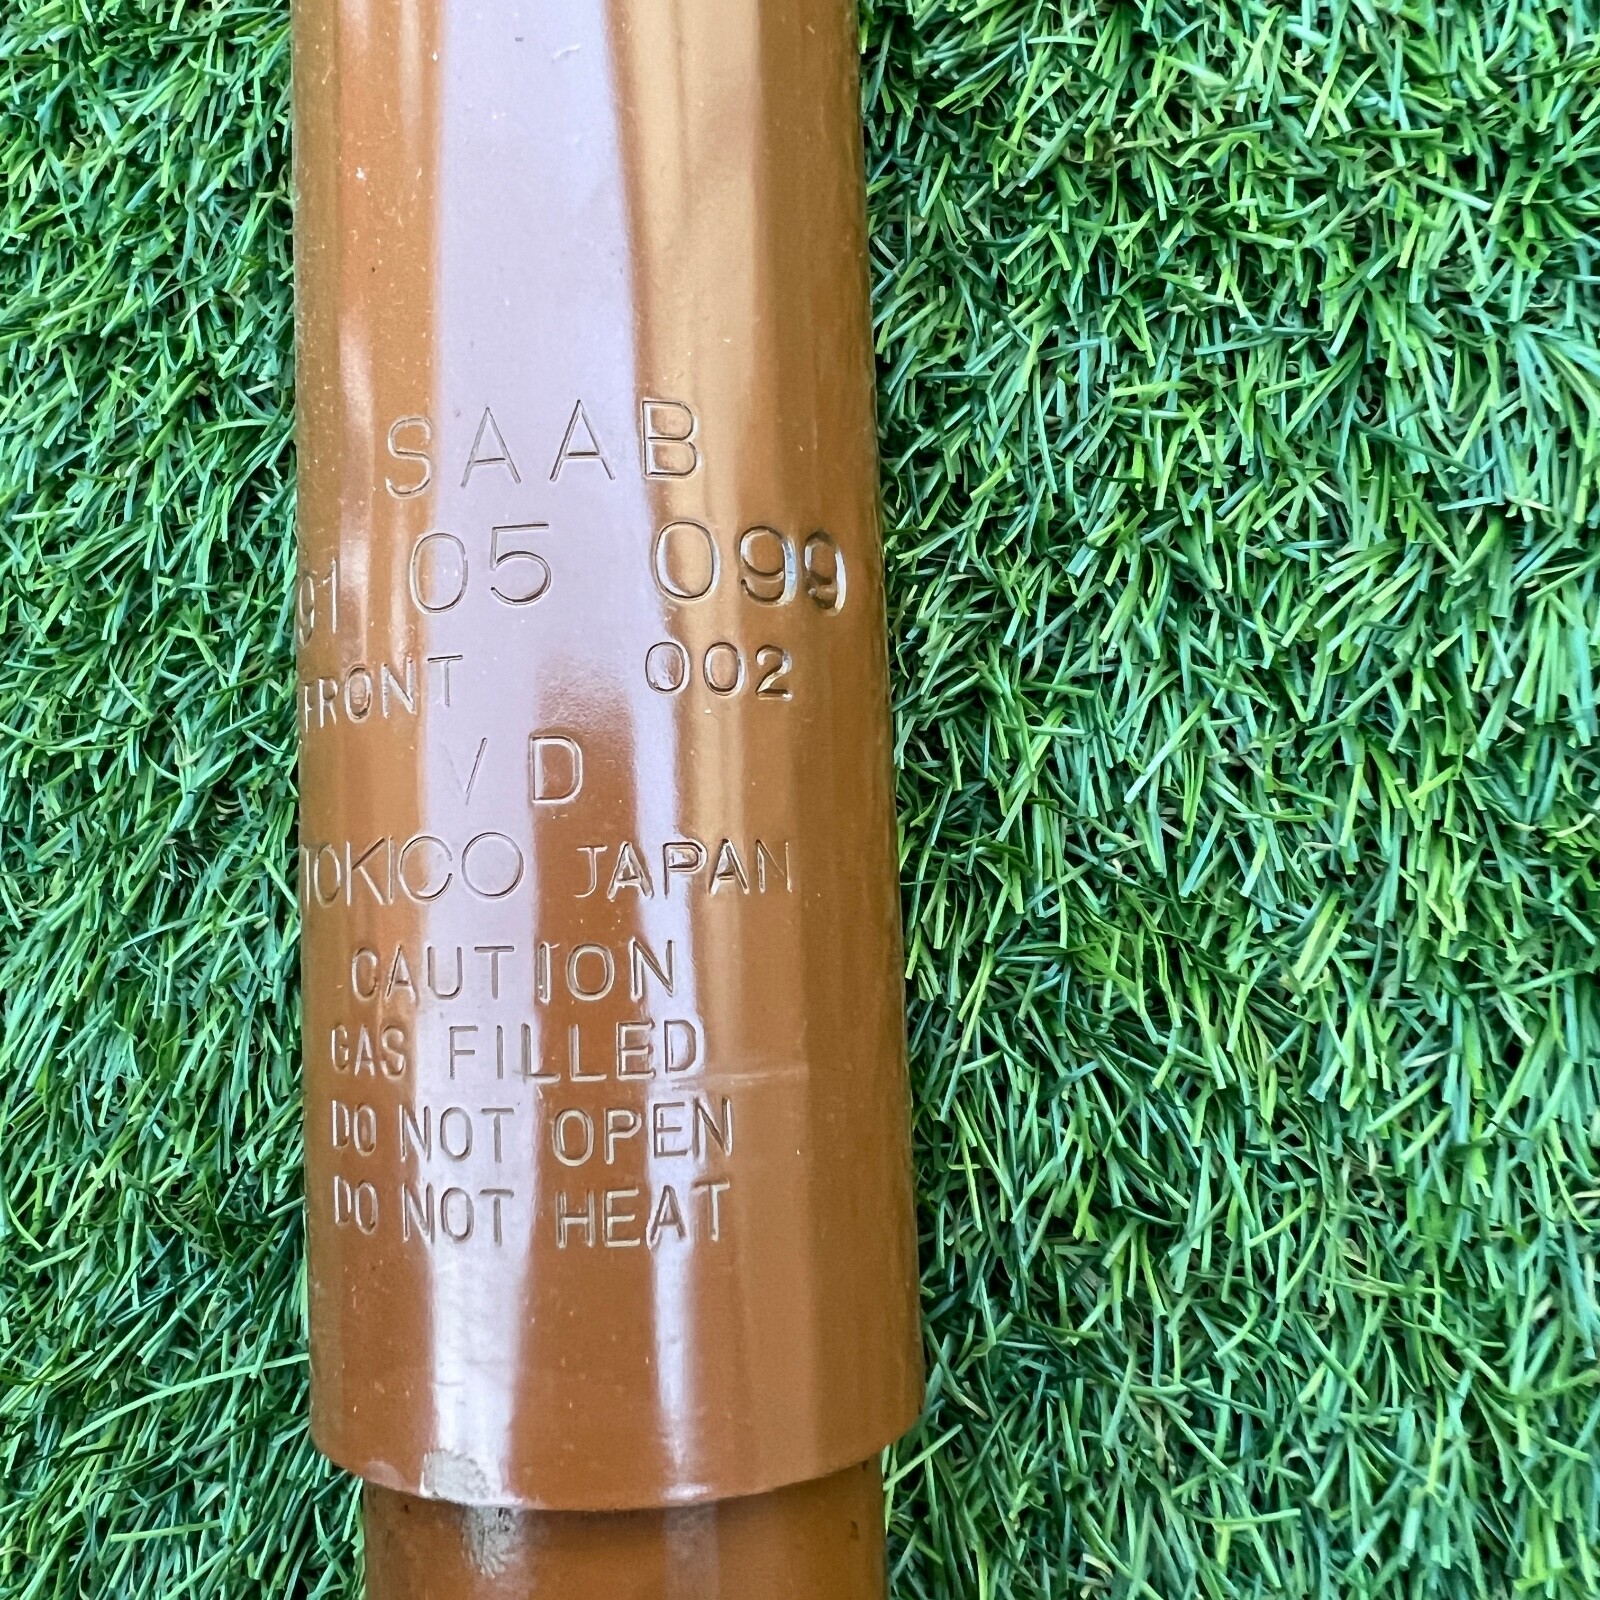 SAAB
91 05 099
FRONT 002
VD
TOKICO JAPAN
CAUTION
GAS FILLED
DO NOT OPEN
DO NOT HEAT